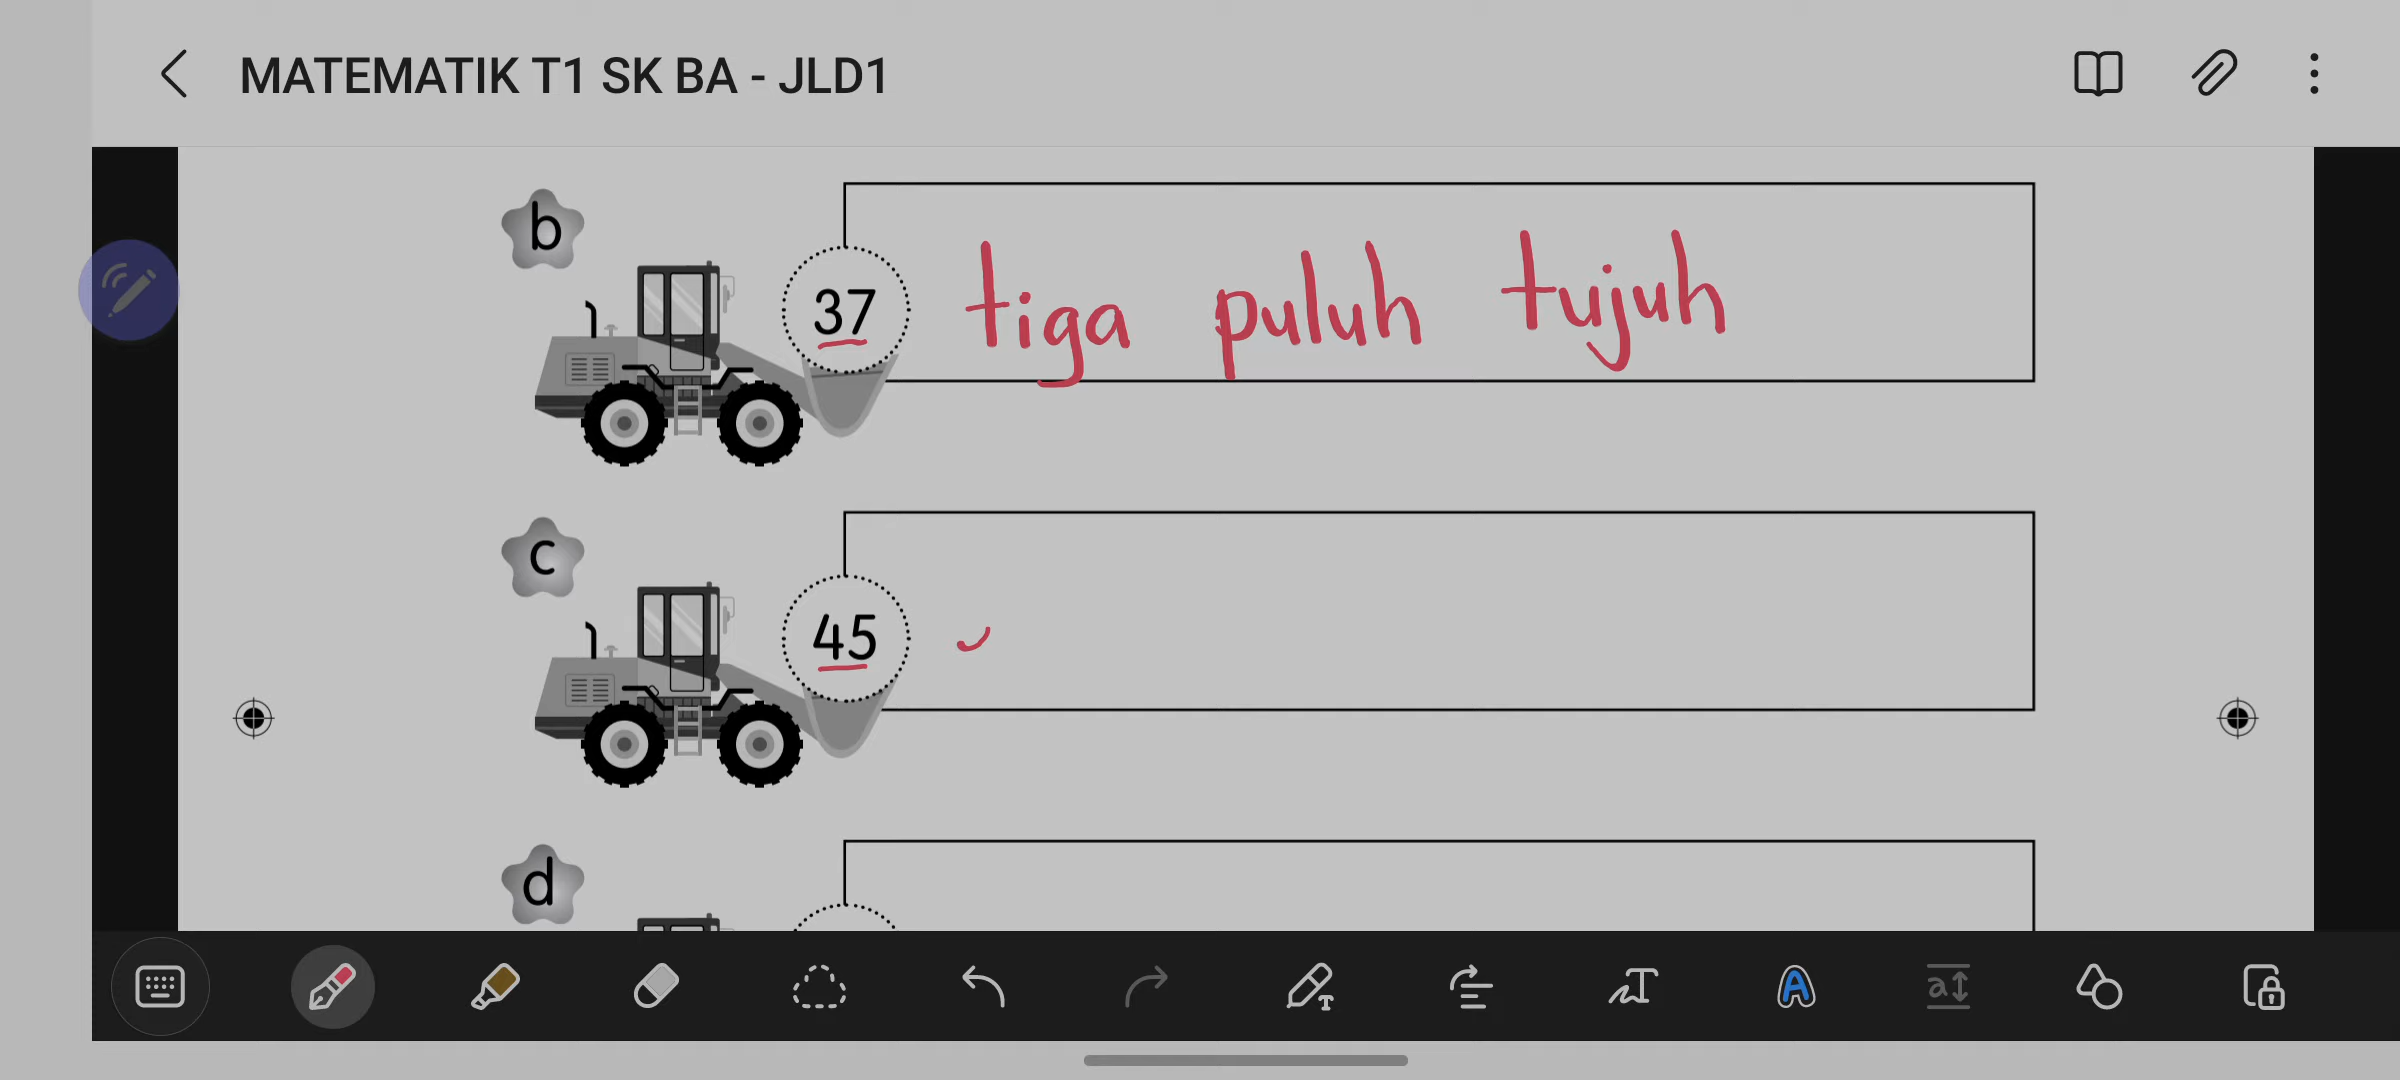 MATEMATIK T1 SK BA - JLD1
b
37 tiga puluh tujuh
c
45
d